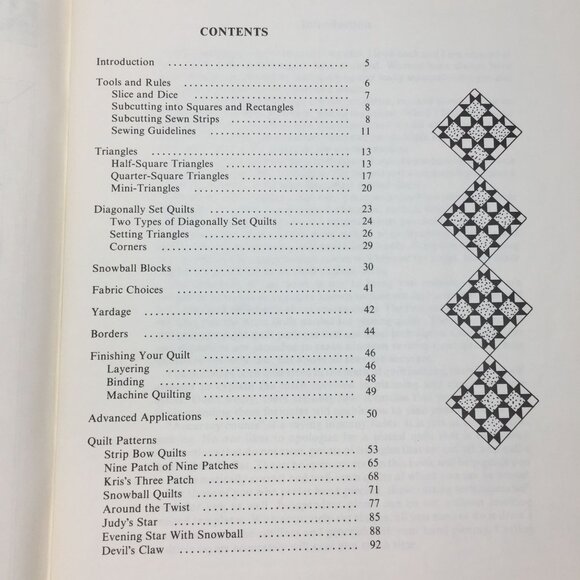 CONTENTS
Introduction .......... 5
Tools and Rules .......... 6
Slice and Dice .......... 7
Subcutting into Squares and Rectangles .......... 8
Subcutting Sewn Strips .......... 8
Sewing Guidelines .......... 11
Triangles .......... 13
Half-Square Triangles .......... 13
Quarter-Square Triangles .......... 17
Mini-Triangles .......... 20
Diagonally Set Quilts .......... 23
Two Types of Diagonally Set Quilts .......... 24
Setting Triangles .......... 26
Corners .......... 29
Snowball Blocks .......... 30
Fabric Choices .......... 41
Yardage .......... 42
Borders .......... 44
Finishing Your Quilt .......... 46
Layering .......... 46
Binding .......... 48
Machine Quilting .......... 49
Advanced Applications .......... 50
Quilt Patterns
Strip Bow Quilts .......... 53
Nine Patch of Nine Patches .......... 65
Kris's Three Patch .......... 68
Snowball Quilts .......... 71
Around the Twist .......... 77
Judy's Star .......... 85
Evening Star With Snowball .......... 88
Devil's Claw .......... 92